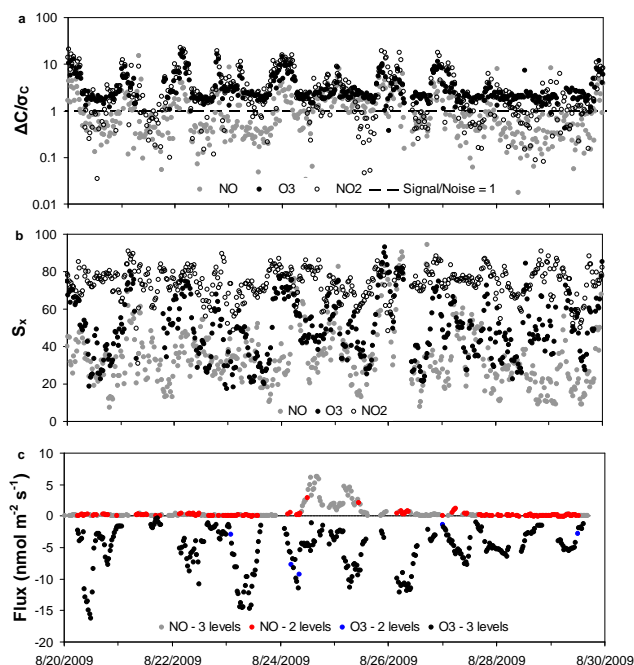 a
100
10
1
0.1
0.01
ΔC/σC
NO O3 NO2 Signal/Noise = 1
b
100
80
60
40
20
0
Sx
NO O3 NO2
c
10
5
0
-5
-10
-15
-20
Flux (nmol m-2 s-1)
NO - 3 levels NO - 2 levels O3 - 2 levels O3 - 3 levels
8/20/2009 8/22/2009 8/24/2009 8/26/2009 8/28/2009 8/30/2009